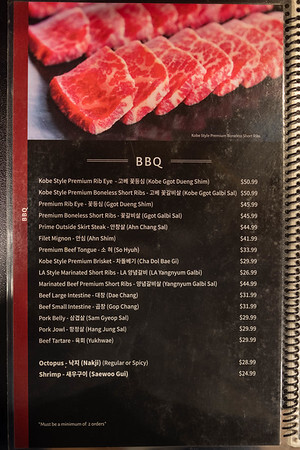 Kobe Style Premium Boneless Short Ribs
BBQ
BBQ
Kobe Style Premium Rib Eye - 고베 꽃등심 (Kobe Ggot Dueng Shim) $50.99
Kobe Style Premium Boneless Short Ribs - 고베 꽃갈비살 (Kobe Ggot Galbi Sal) $50.99
Premium Rib Eye - 꽃등심 (Ggot Dueng Shim) $45.99
Premium Boneless Short Ribs - 꽃갈비살 (Ggot Galbi Sal) $45.99
Prime Outside Skirt Steak - 안창살 (Ahn Chang Sal) $44.99
Filet Mignon - 안심 (Ahn Shim) $41.99
Premium Beef Tongue - 소 혀 (So Hyuh) $33.99
Kobe Style Premium Brisket - 차돌베기 (Cha Dol Bae Gi) $29.99
LA Style Marinated Short Ribs - LA 양념갈비 (LA Yangnyum Galbi) $26.99
Marinated Beef Premium Short Ribs - 양념갈비살 (Yangnyum Galbi Sal) $44.99
Beef Large Intestine - 대창 (Dae Chang) $31.99
Beef Small Intestine - 곱창 (Gop Chang) $31.99
Pork Belly - 삼겹살 (Sam Gyeop Sal) $29.99
Pork Jowl - 항정살 (Hang Jung Sal) $29.99
Beef Tartare - 육회 (Yukhwae) $29.99
Octopus - 낙지 (Nakji) (Regular or Spicy) $28.99
Shrimp - 새우구이 (Saewoo Gui) $24.99
*Must be a minimum of 2 orders*